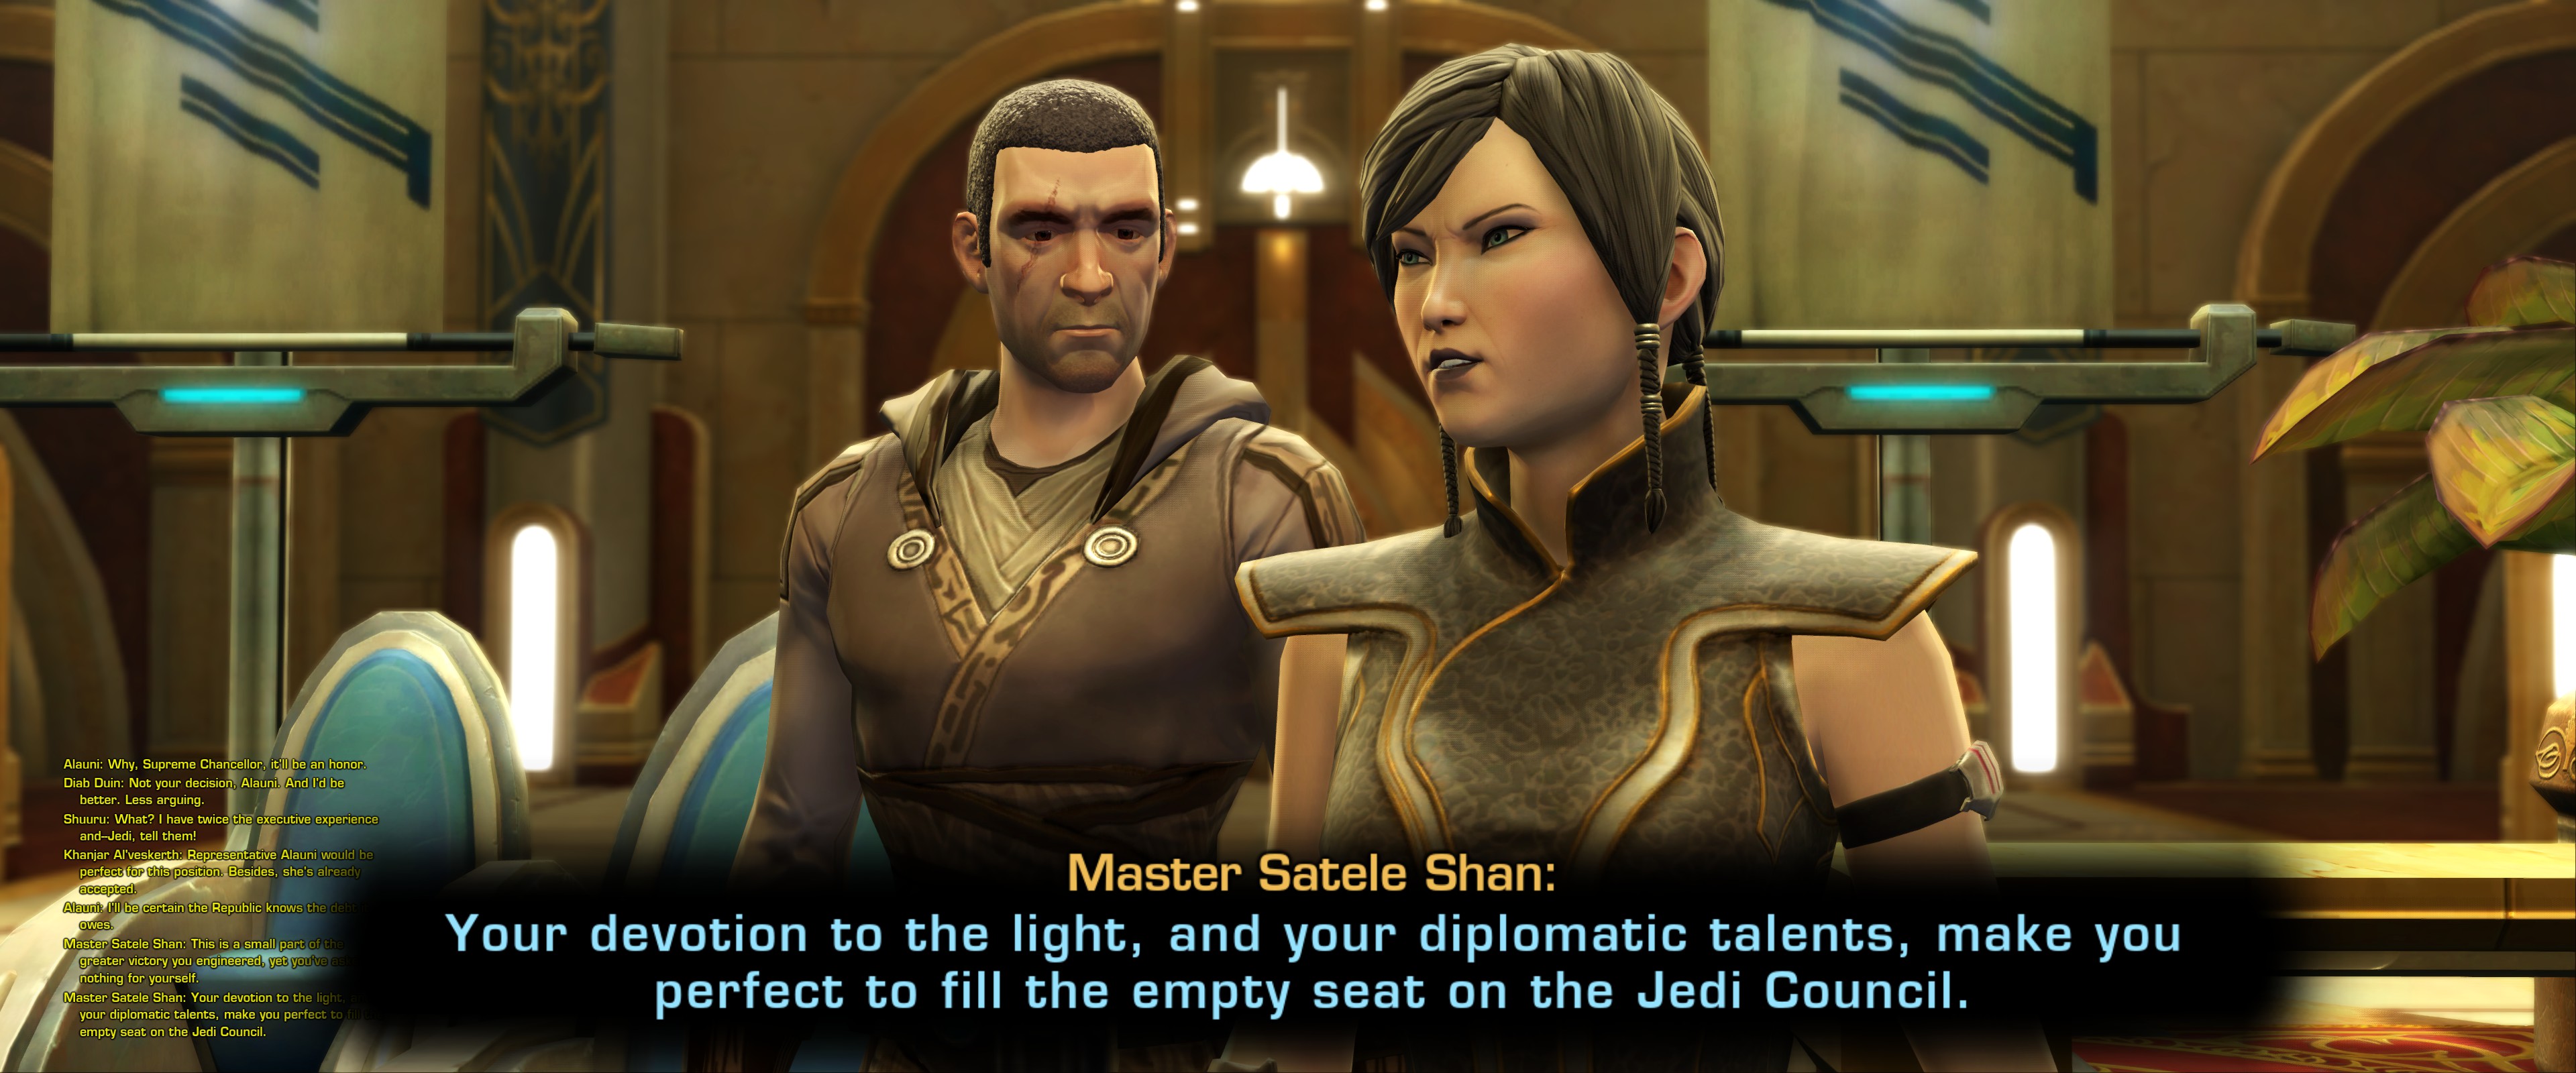 Alauni: Why, Supreme Chancellor, it'll be an honor.
Diab Duin: Not your decision, Alauni. And I'd be
better. Less arguing.
Shuuru: What? I have twice the executive experience
and–Jedi, tell them!
Khanjar Al'veskerth: Representative Alauni would be
perfect for this position. Besides, she's already
accepted.
Alauni: I'll be certain the Republic knows the debt
owes.
Master Satele Shan: This is a small part of the
greater victory you engineered, yet you've
nothing for yourself.
Master Satele Shan: Your devotion to the light,
your diplomatic talents, make you perfect to fill
empty seat on the Jedi Council.
Master Satele Shan:
Your devotion to the light, and your diplomatic talents, make you
perfect to fill the empty seat on the Jedi Council.